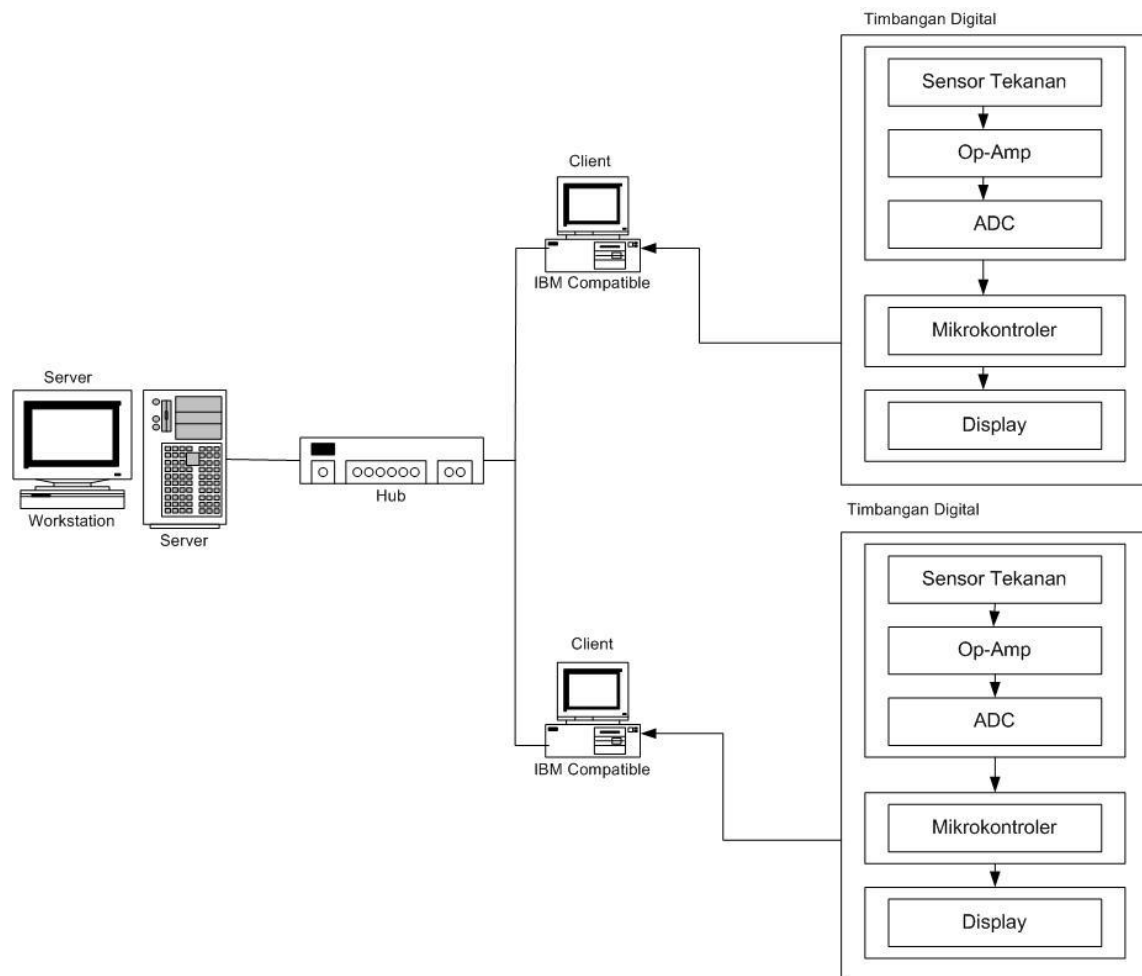 Timbangan Digital
Sensor Tekanan
Op-Amp
ADC
Mikrokontroler
Display
Client
IBM Compatible
Server
Workstation
Server
Hub
Timbangan Digital
Sensor Tekanan
Op-Amp
ADC
Mikrokontroler
Display
Client
IBM Compatible